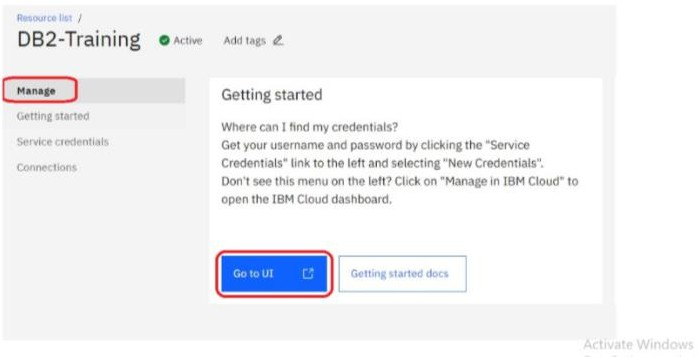 Resource list /
DB2-Training Active Add tags
Manage
Getting started
Service credentials
Connections
Getting started
Where can I find my credentials?
Get your username and password by clicking the "Service
Credentials" link to the left and selecting "New Credentials".
Don't see this menu on the left? Click on "Manage in IBM Cloud" to
open the IBM Cloud dashboard.
Go to UI
Getting started docs
Activate Windows